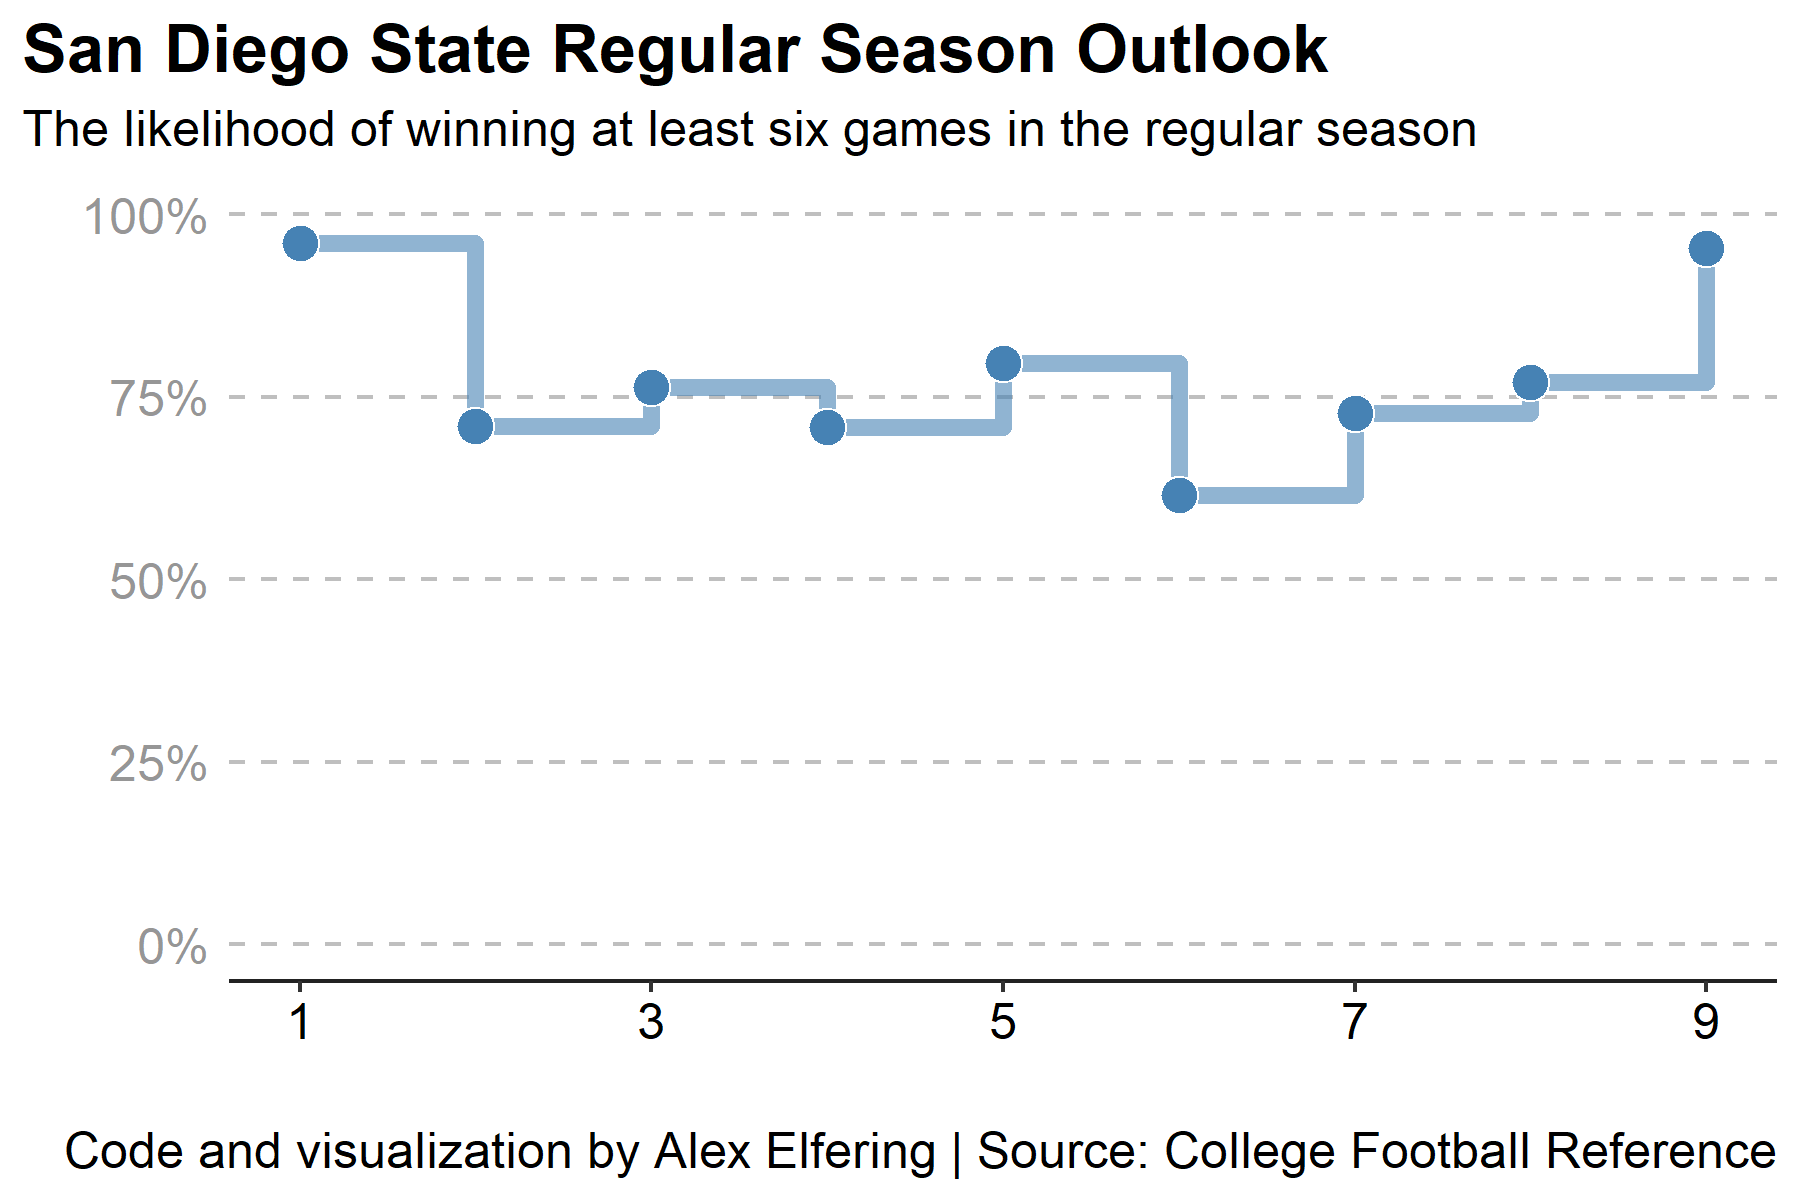 San Diego State Regular Season Outlook
The likelihood of winning at least six games in the regular season
100%
75%
50%
25%
0%
1 3 5 7 9
Code and visualization by Alex Elfering | Source: College Football Reference